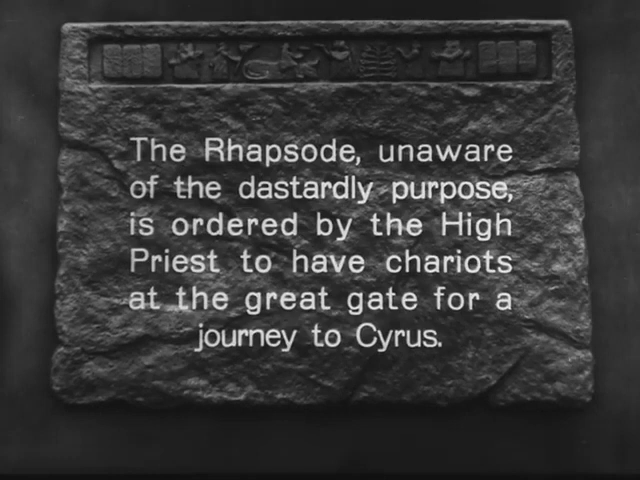 The Rhapsode, unaware
of the dastardly purpose,
is ordered by the High
Priest to have chariots
at the great gate for a
journey to Cyrus.